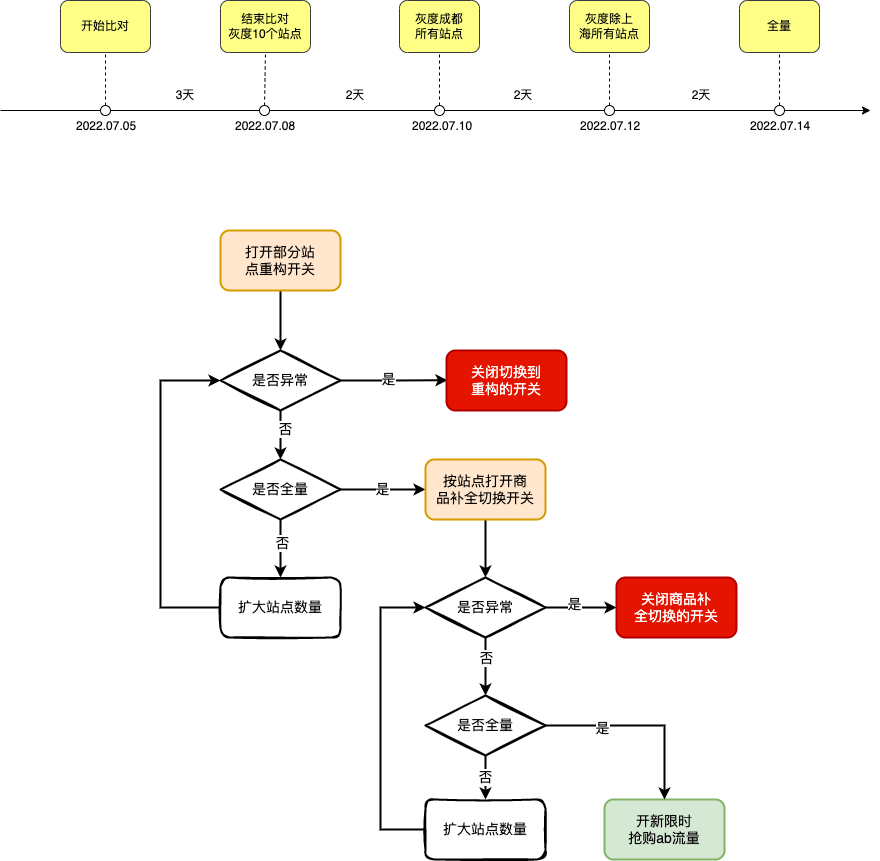 开始比对
结束比对
灰度10个站点
灰度成都
所有站点
灰度除上
海所有站点
全量
3天
2天
2天
2天
2022.07.05
2022.07.08
2022.07.10
2022.07.12
2022.07.14
打开部分站
点重构开关
是否异常
是
关闭切换到
重构的开关
否
是否全量
是
按站点打开商
品补全切换开关
否
扩大站点数量
是否异常
是
关闭商品补
全切换的开关
否
是否全量
是
否
扩大站点数量
开新限时
抢购ab流量